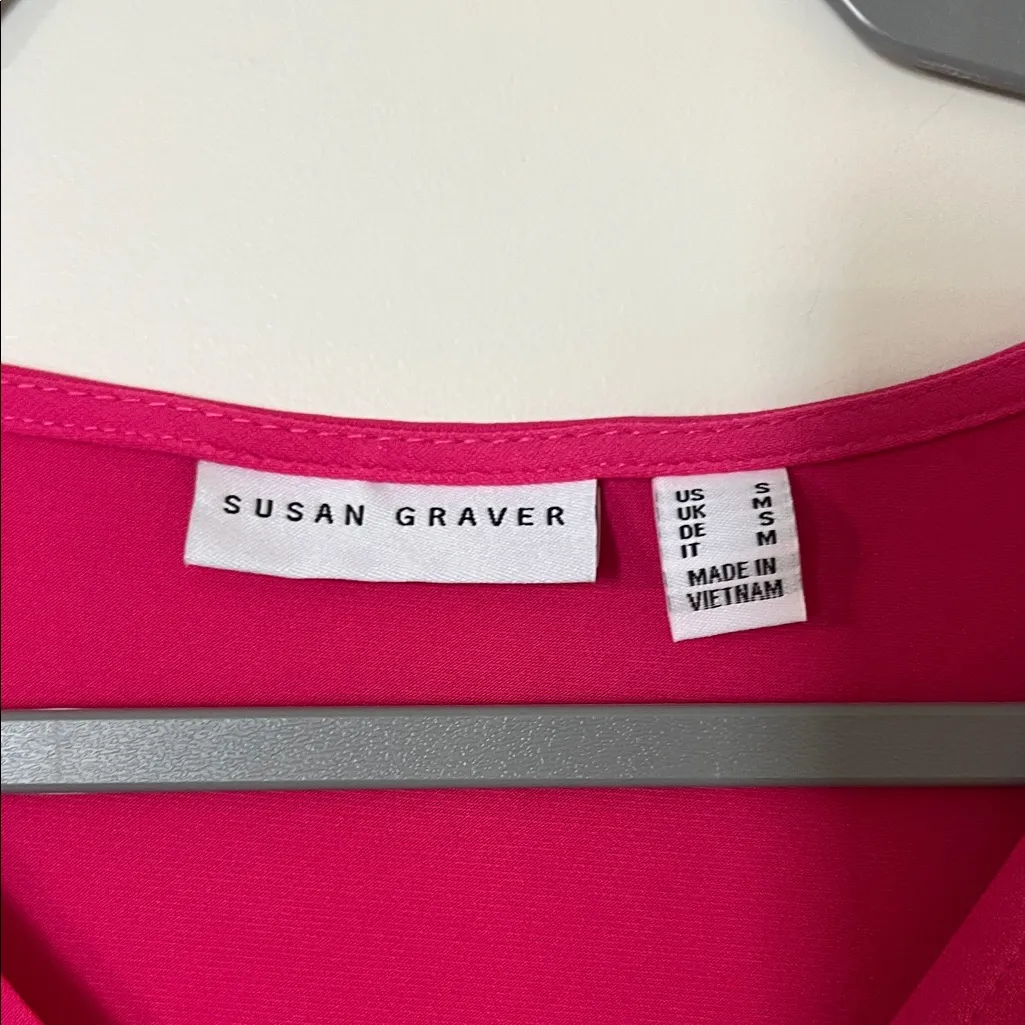 SUSAN GRAVER
US S
UK M
DE S
IT M
MADE IN
VIETNAM